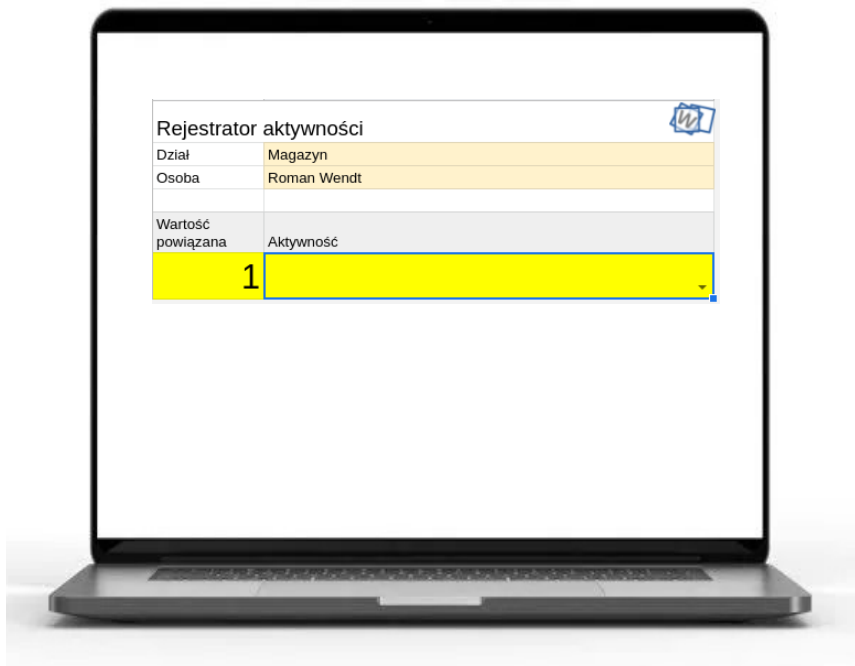 Rejestrator aktywności
Dział Magazyn
Osoba Roman Wendt
Wartość
powiązana Aktywność
1
W